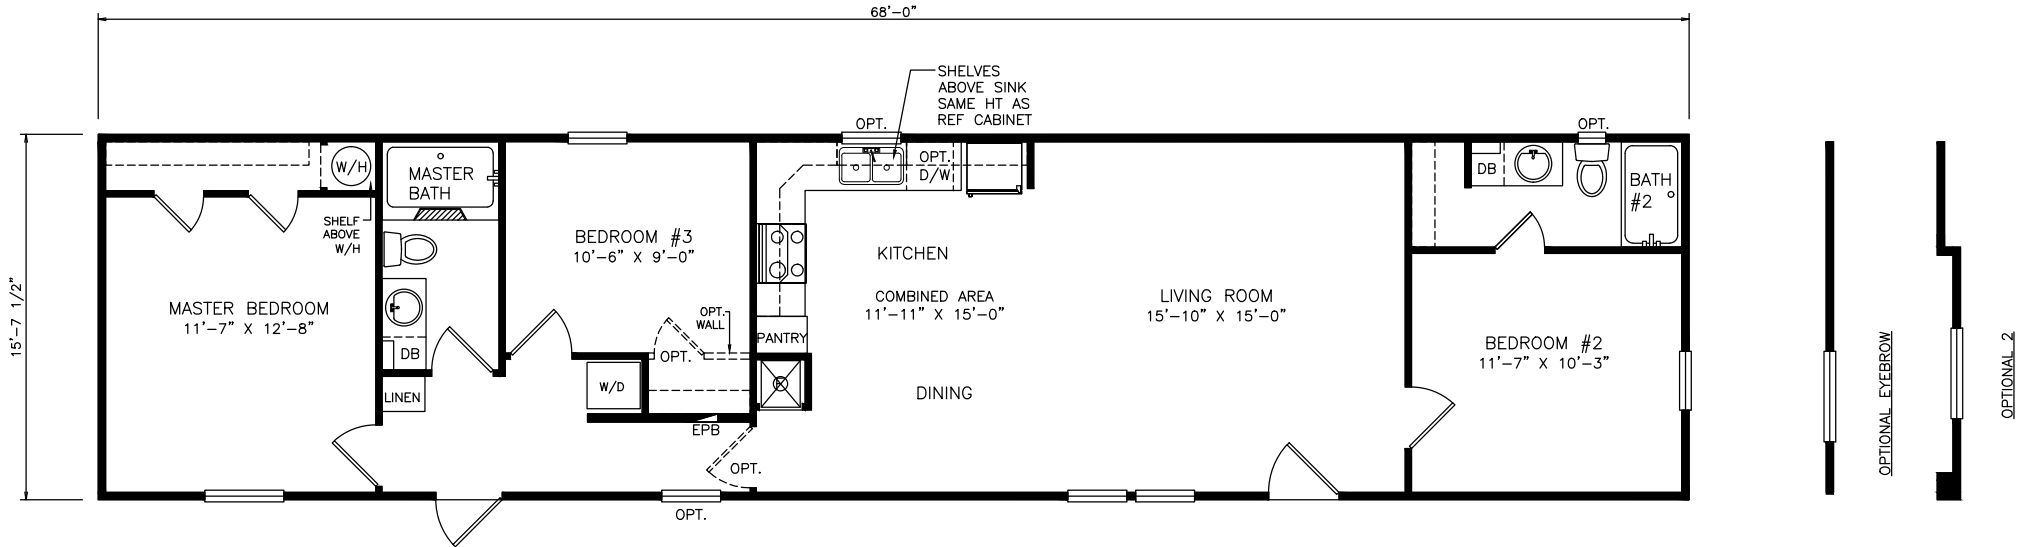 68'-0"
15'-7 1/2"
SHELVES
ABOVE SINK
SAME HT AS
REF CABINET
OPT.
OPT.
W/H
MASTER
BATH
OPT.
D/W
DB
BATH
#2
SHELF
ABOVE
W/H
BEDROOM #3
10'-6" X 9'-0"
KITCHEN
MASTER BEDROOM
11'-7" X 12'-8"
COMBINED AREA
11'-11" X 15'-0"
LIVING ROOM
15'-10" X 15'-0"
OPT.
WALL
PANTRY
BEDROOM #2
11'-7" X 10'-3"
DB
OPT.
LINEN
W/D
DINING
EPB
OPT.
OPT.
OPTIONAL EYEBROW
OPTIONAL 2